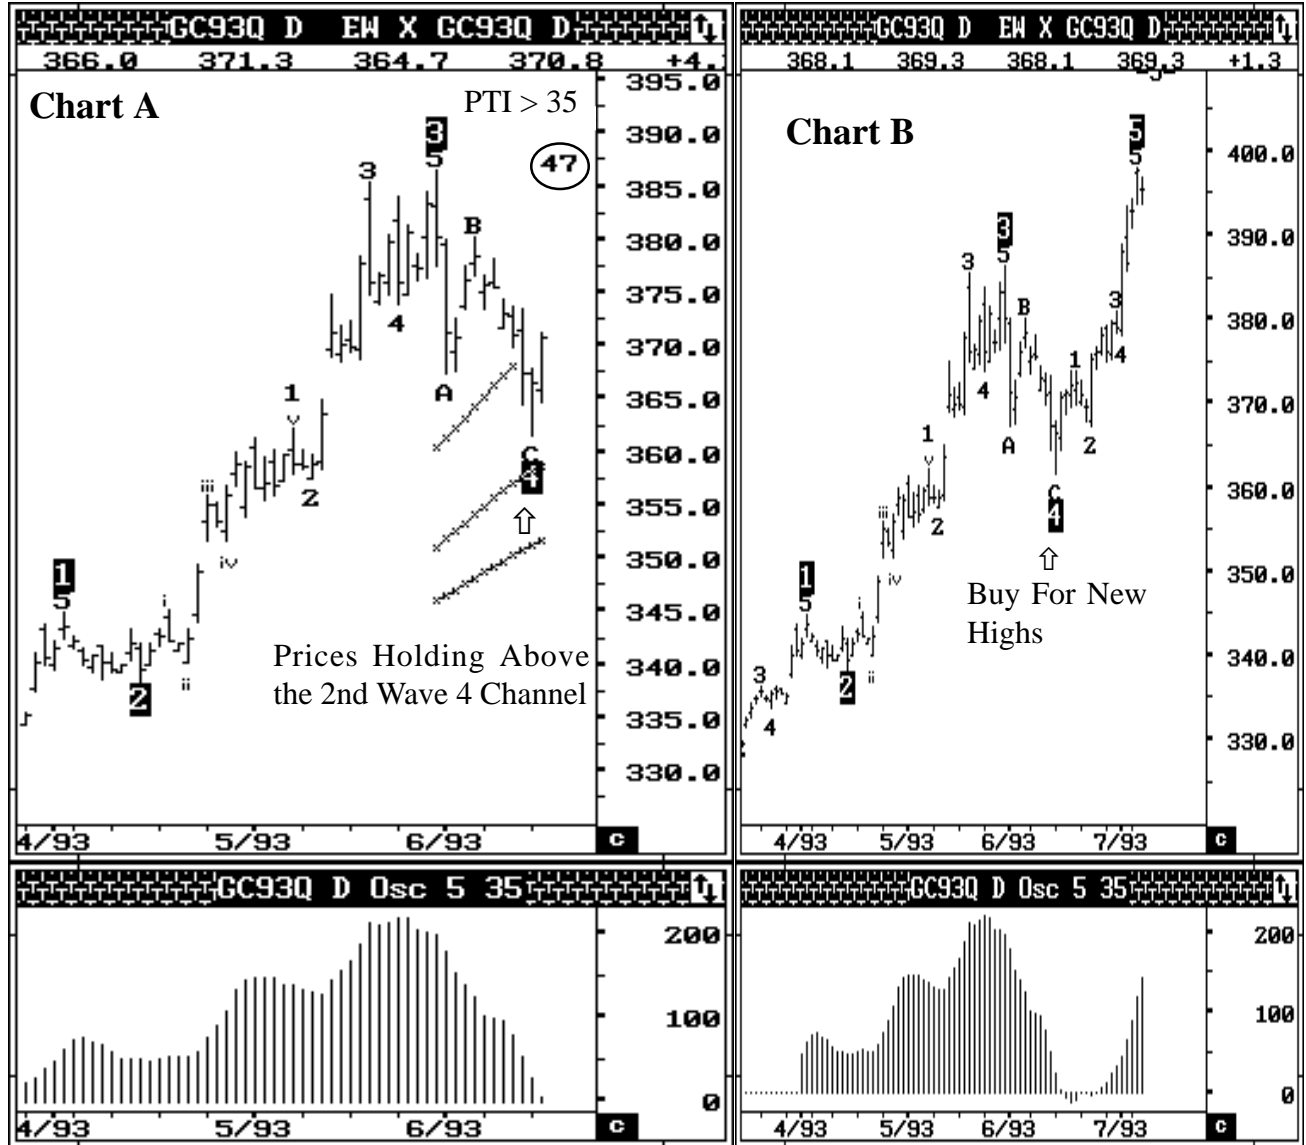 GC93Q D EW X GC93Q D
366.0 371.3 364.7 370.8 +4.
Chart A
PTI > 35
395.0
390.0
385.0
380.0
375.0
370.0
365.0
360.0
355.0
350.0
345.0
340.0
335.0
330.0
3
5
47
3
B
4
A
1
v
C
4
iii
2
iv
1
5
i
ii
2
Prices Holding Above
the 2nd Wave 4 Channel
4/93 5/93 6/93 C
GC93Q D Osc 5 35
200
100
0
4/93 5/93 6/93 C
GC93Q D EW X GC93Q D
368.1 369.3 368.1 369.3 +1.3
Chart B
5
5
400.0
390.0
380.0
370.0
360.0
350.0
340.0
330.0
3
5
3
B
3
4
1
4
A
2
1
v
2
C
4
iii
iv
1
5
i
ii
2
3
4
Buy For New
Highs
4/93 5/93 6/93 7/93 C
GC93Q D Osc 5 35
200
100
0
4/93 5/93 6/93 7/93 C